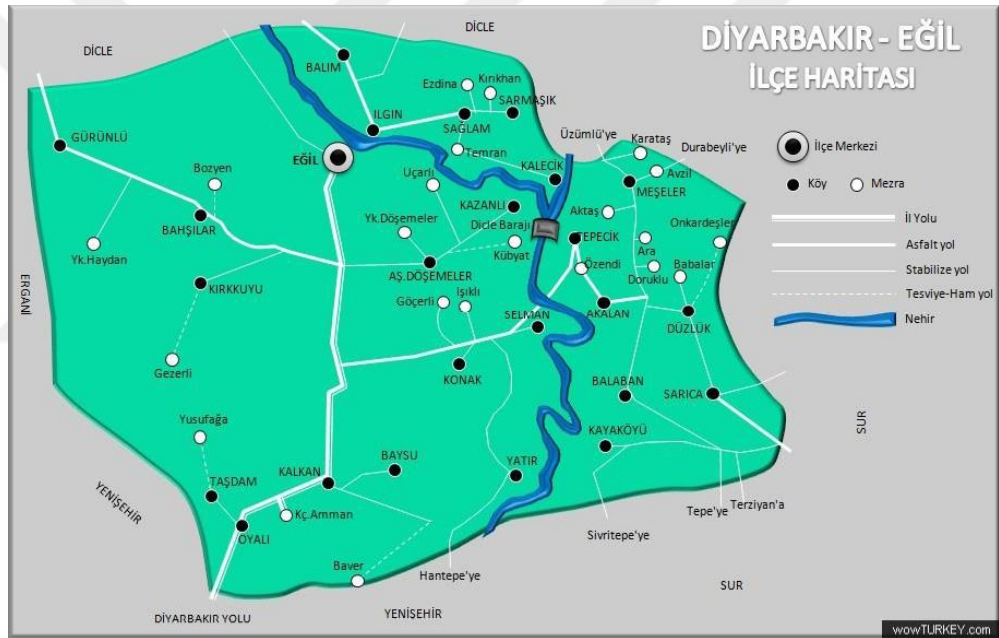 DİYARBAKIR - EĞİL
İLÇE HARİTASI
DİCLE
DİCLE
BALIM
Ezdina
Kırıkhan
SARMAŞIK
ILGIN
SAĞLAM
GÜRÜNLÜ
EĞİL
Temran
Üzümlü'ye
Karataş
Durabeyli'ye
İlçe Merkezi
Bozyen
Uçarlı
KALECİK
Avzil
MEŞELER
Köy
Mezra
KAZANLI
Aktaş
BAHŞILAR
Yk.Döşemeler
Dicle Barajı
Onkardeşler
İl Yolu
Yk.Haydan
Kübyat
TEPECİK
Ara
Asfalt yol
ERGANİ
KIRKKUYU
AŞ.DÖŞEMELER
Özendi
Doruklu
Babalar
Stabilize yol
Göçerli
Işıklı
Tesviye-Ham yol
SELMAN
AKALAN
DÜZLÜK
Nehir
Gezerli
KONAK
BALABAN
SARICA
Yusufağa
KAYAKÖYÜ
SUR
BAYSU
YATIR
TAŞDAM
KALKAN
YENİŞEHİR
Kç.Amman
Tepe'ye
Terziyan'a
OYALI
Sivritepe'ye
Baver
Hantepe'ye
SUR
DİYARBAKIR YOLU
YENİŞEHİR
wowTURKEY.com